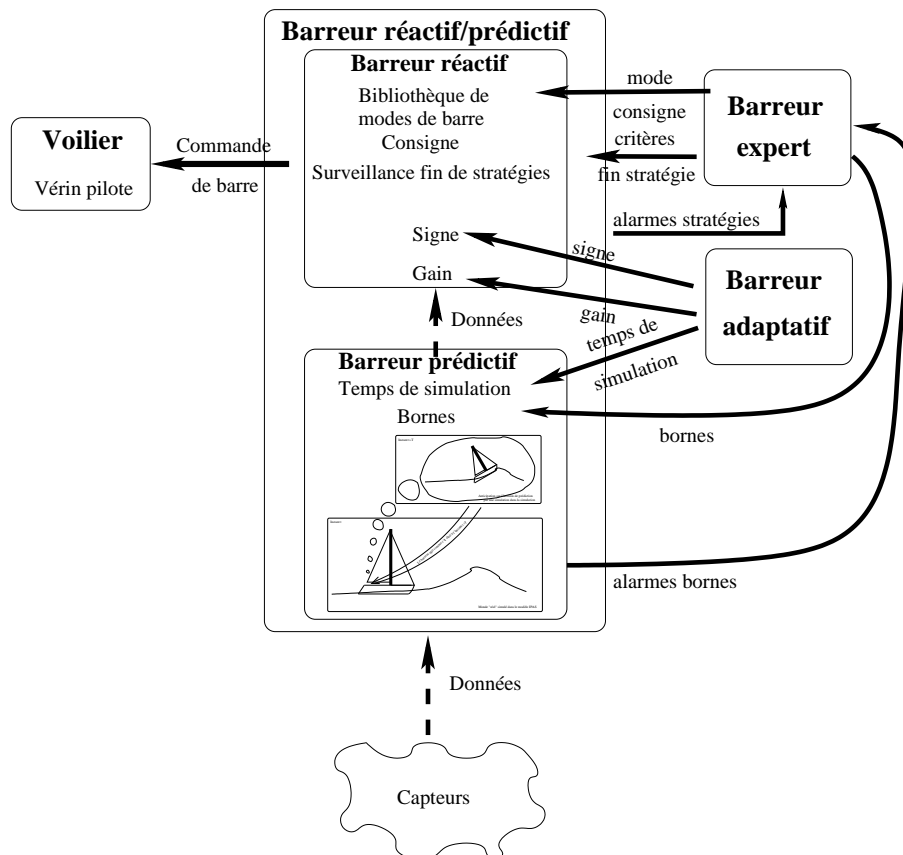 Barreur réactif/prédictif
Barreur réactif
Bibliothèque de
modes de barre
Consigne
Surveillance fin de stratégies
Signe
Gain
Voilier
Vérin pilote
Commande
de barre
mode
consigne
critères
fin stratégie
alarmes stratégies
Barreur
expert
signe
gain
temps de
simulation
Barreur
adaptatif
Données
Barreur prédictif
Temps de simulation
Bornes
bornes
alarmes bornes
Données
Capteurs